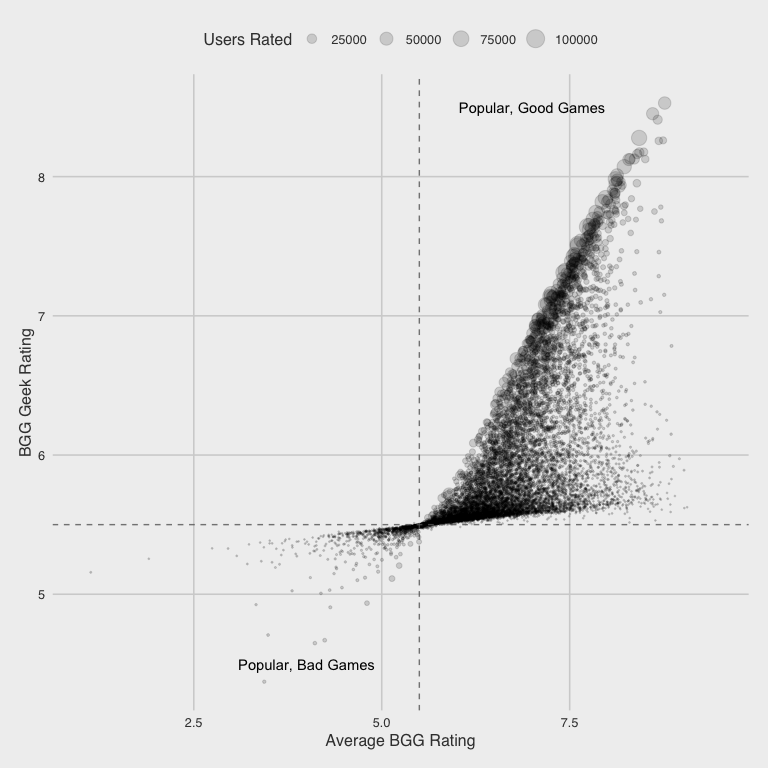 Users Rated 25000 50000 75000 100000
Popular, Good Games
8
7
6
5
BGG Geek Rating
Popular, Bad Games
2.5 5.0 7.5
Average BGG Rating